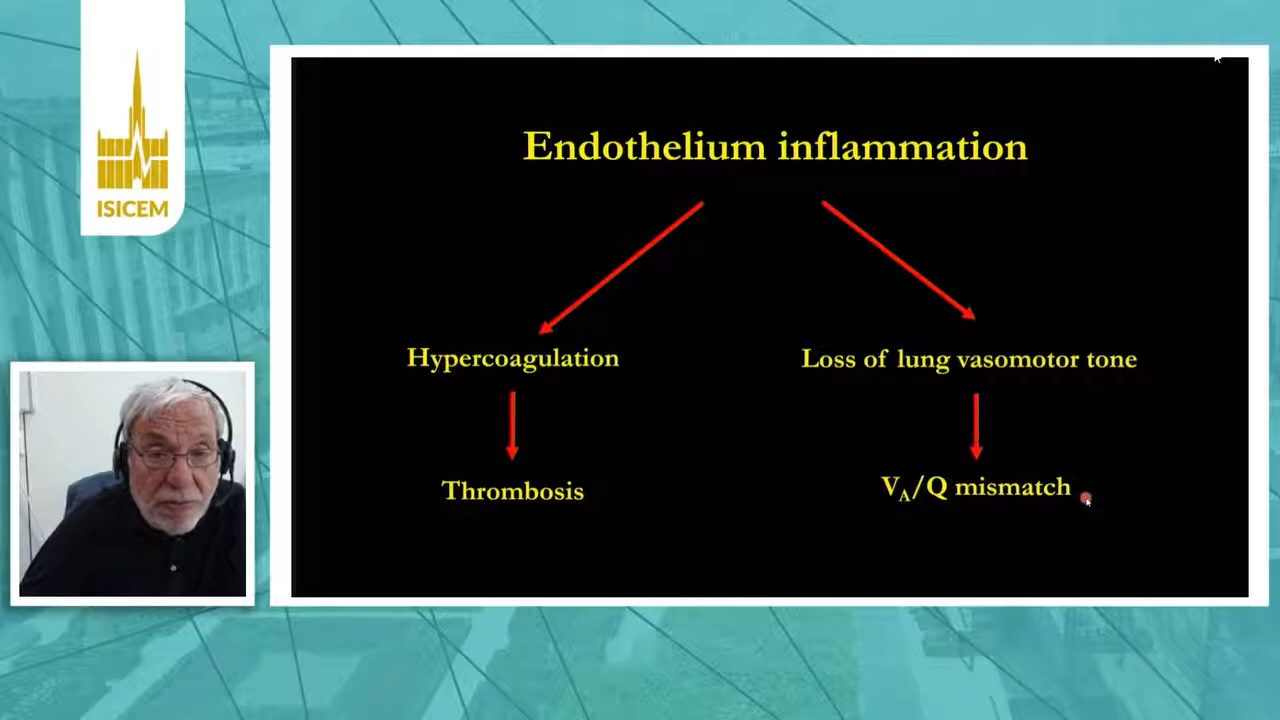 ISICEM
Endothelium inflammation
Hypercoagulation
Loss of lung vasomotor tone
Thrombosis
VA/Q mismatch